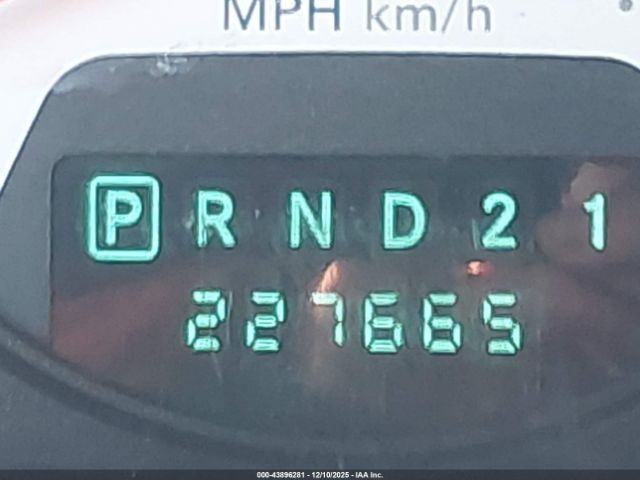 MPH km/h
P R N D 2 1
227665
000-43896281 - 12/10/2025 - IAA Inc.